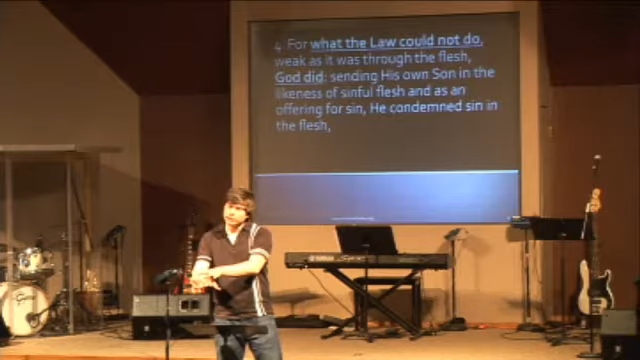 4 For what the Law could not do,
weak as it was through the flesh,
God did: sending His own Son in the
likeness of sinful flesh and as an
offering for sin, He condemned sin in
the flesh,
YAMAHA